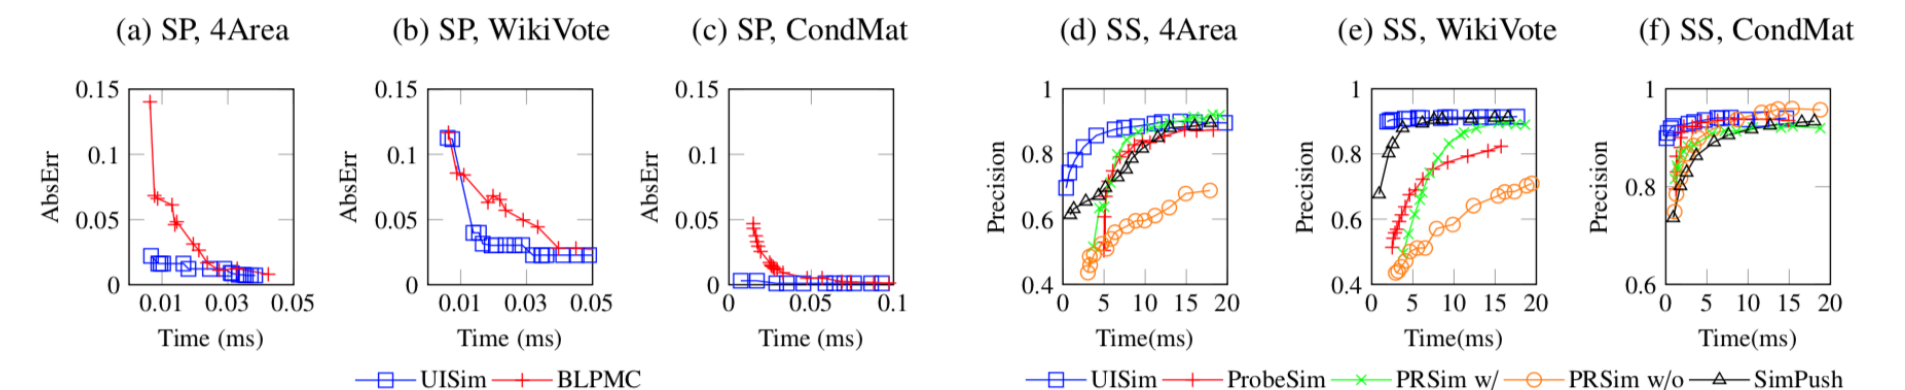 (a) SP, 4Area
(b) SP, WikiVote
(c) SP, CondMat
(d) SS, 4Area
(e) SS, WikiVote
(f) SS, CondMat
AbsErr
0.15
0.1
0.05
0
0.01
0.03
0.05
Time (ms)
AbsErr
0.15
0.1
0.05
0
0.01
0.03
0.05
Time (ms)
AbsErr
0.15
0.1
0.05
0
0
0.05
0.1
Time (ms)
UISim
BLPMC
Precision
1
0.8
0.6
0.4
0
5
10
15
20
Time(ms)
Precision
1
0.8
0.6
0.4
0
5
10
15
20
Time(ms)
Precision
1
0.8
0.6
0
5
10
15
20
Time(ms)
UISim
ProbeSim
PRSim w/
PRSim w/o
SimPush